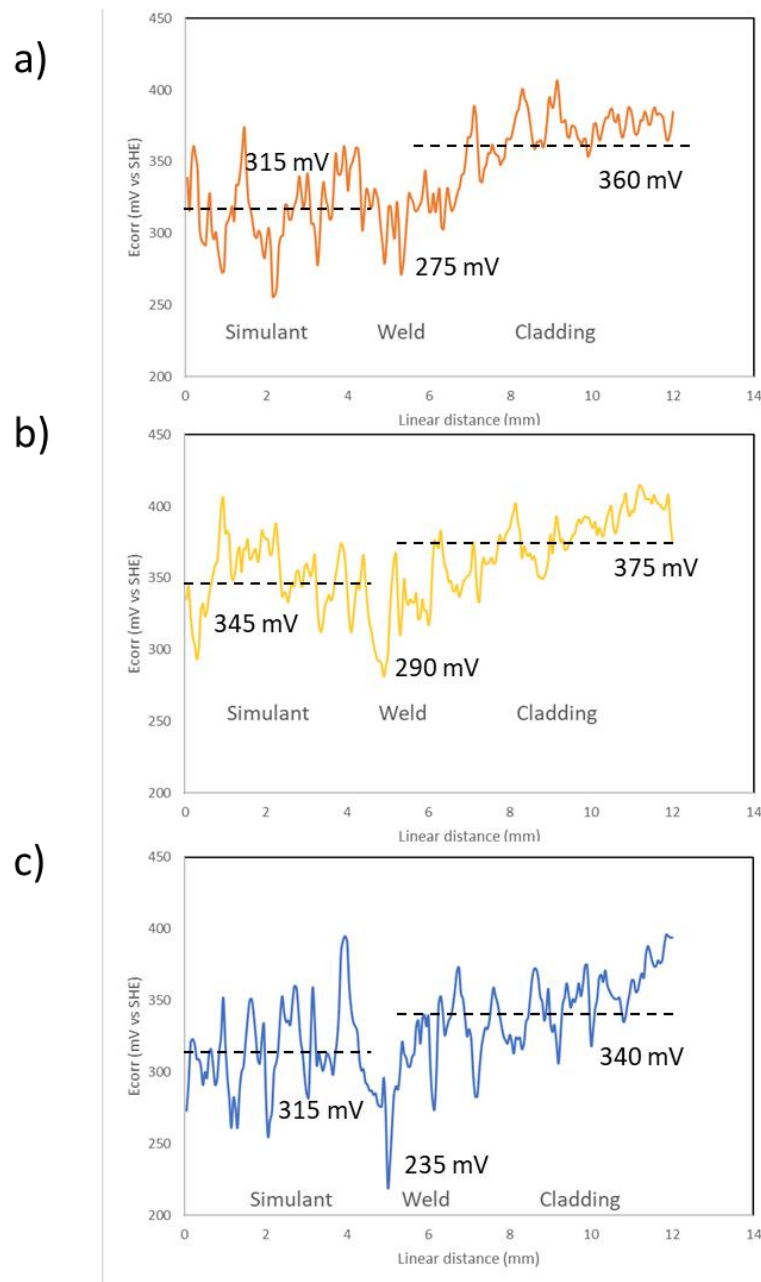 a)
450
400
350
300
250
200
Ecorr (mV vs SHE)
315 mV
360 mV
275 mV
Simulant Weld Cladding
0 2 4 6 8 10 12 14
Linear distance (mm)
b)
450
400
350
300
250
200
Ecorr (mV vs SHE)
375 mV
345 mV
290 mV
Simulant Weld Cladding
0 2 4 6 8 10 12 14
Linear distance (mm)
c)
450
400
350
300
250
200
Ecorr (mV vs SHE)
340 mV
315 mV
235 mV
Simulant Weld Cladding
0 2 4 6 8 10 12 14
Linear distance (mm)